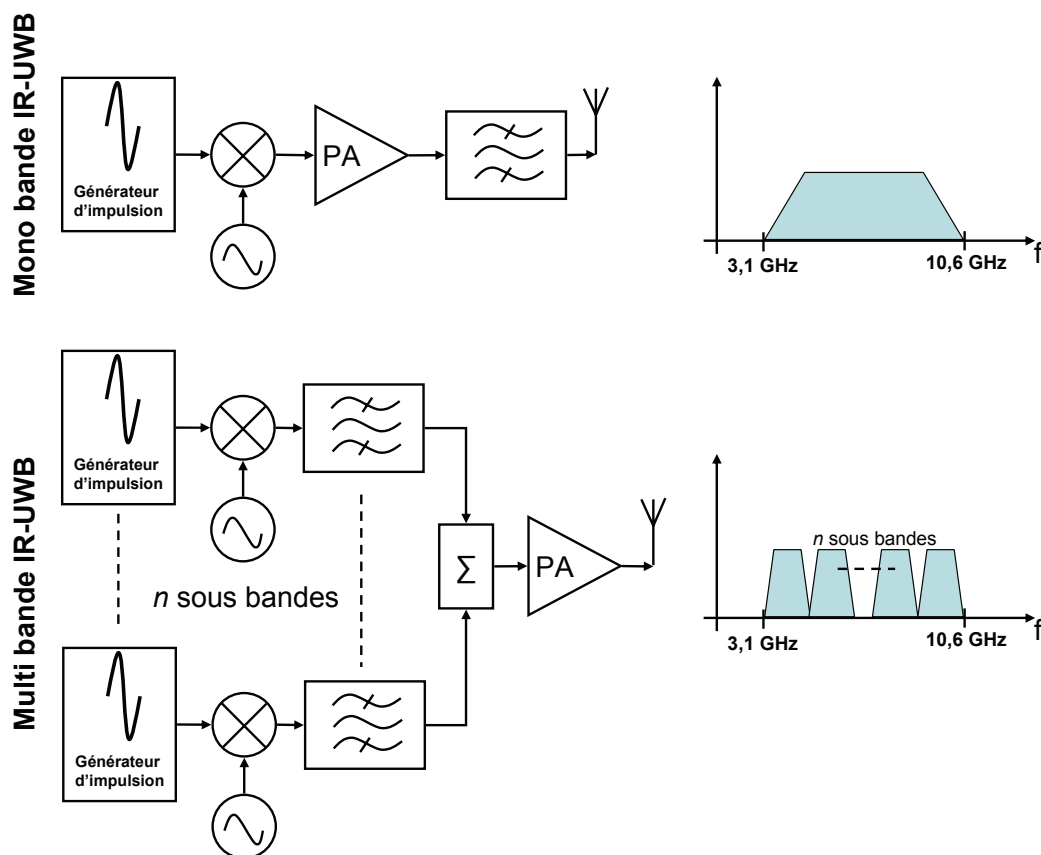 Mono bande IR-UWB
Générateur
d'impulsion
PA
3,1 GHz
10,6 GHz
f
Multi bande IR-UWB
Générateur
d'impulsion
n sous bandes
Générateur
d'impulsion
Σ
PA
n sous bandes
3,1 GHz
10,6 GHz
f